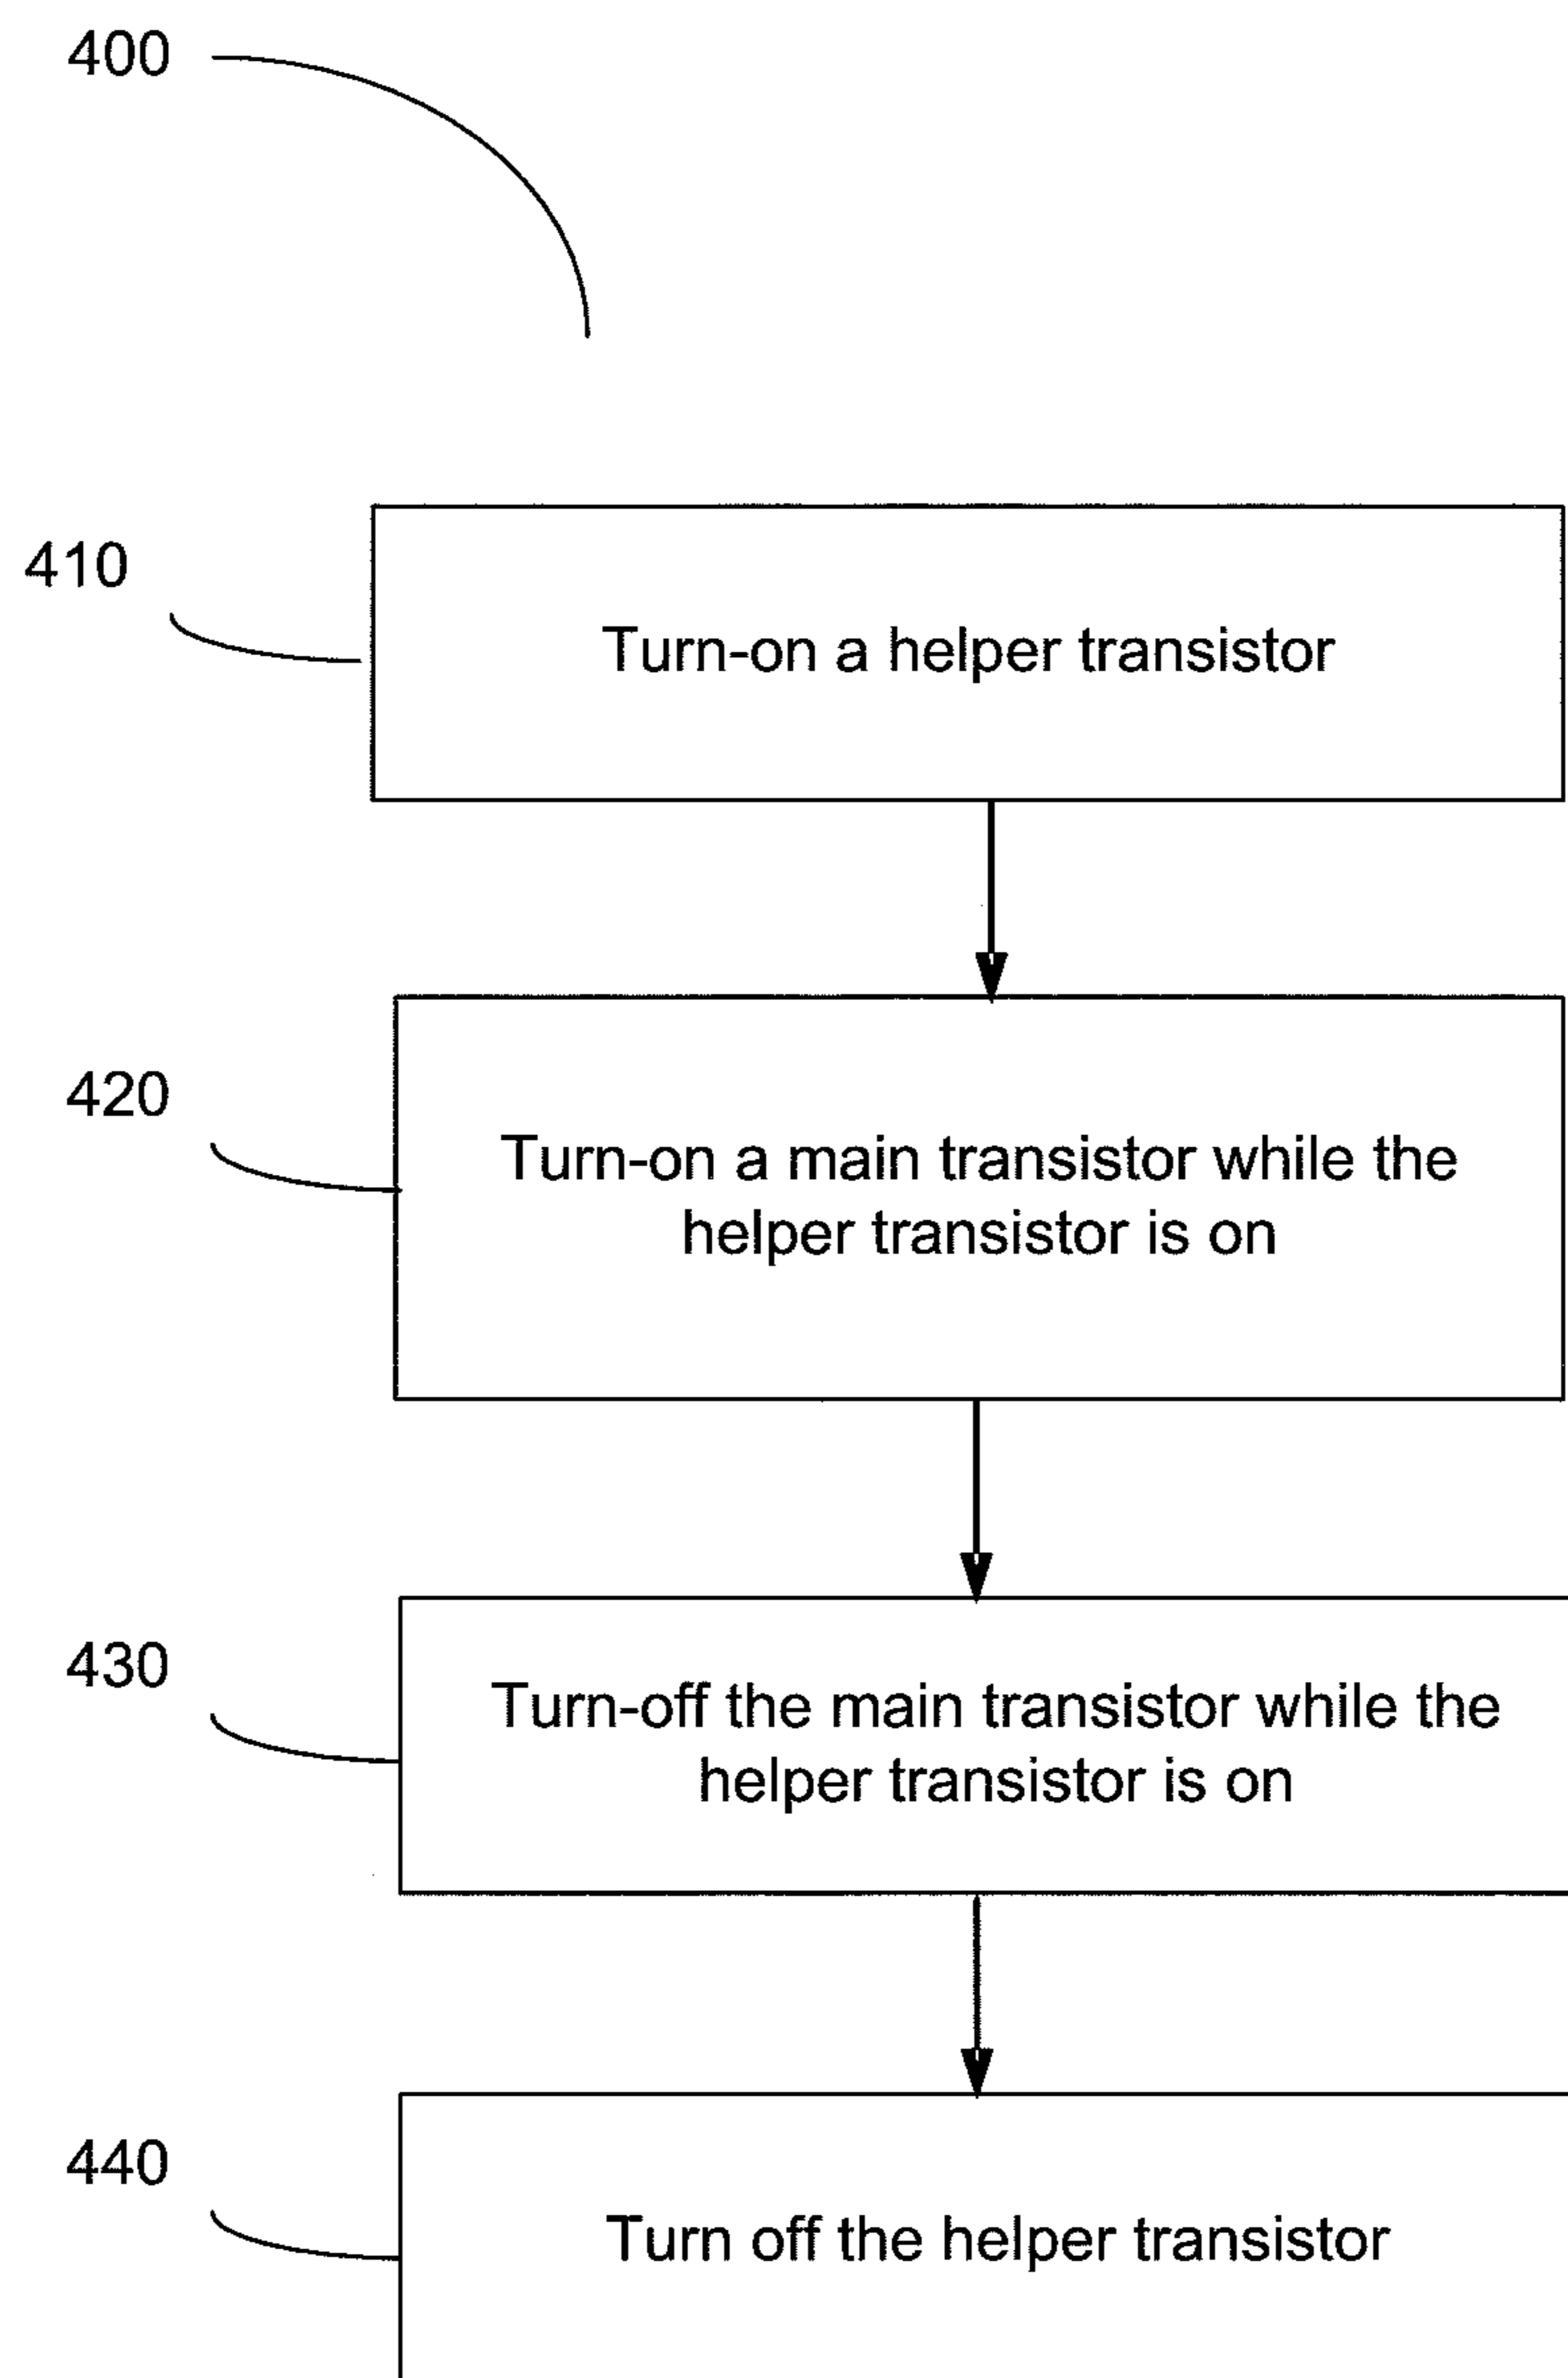 400
410
Turn-on a helper transistor
420
Turn-on a main transistor while the
helper transistor is on
430
Turn-off the main transistor while the
helper transistor is on
440
Turn off the helper transistor